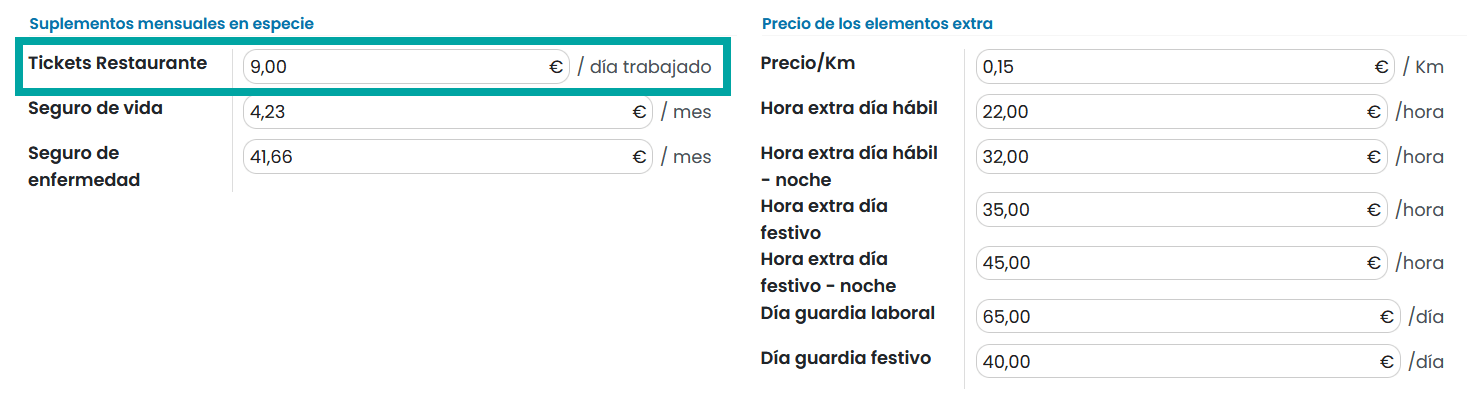 Suplementos mensuales en especie
Tickets Restaurante 9,00 € / día trabajado
Seguro de vida 4,23 € / mes
Seguro de 41,66 € / mes
enfermedad
Precio de los elementos extra
Precio/Km 0,15 € / Km
Hora extra día hábil 22,00 € /hora
Hora extra día hábil 32,00 € /hora
- noche
Hora extra día 35,00 € /hora
festivo
Hora extra día 45,00 € /hora
festivo - noche
Día guardia laboral 65,00 € /día
Día guardia festivo 40,00 € /día